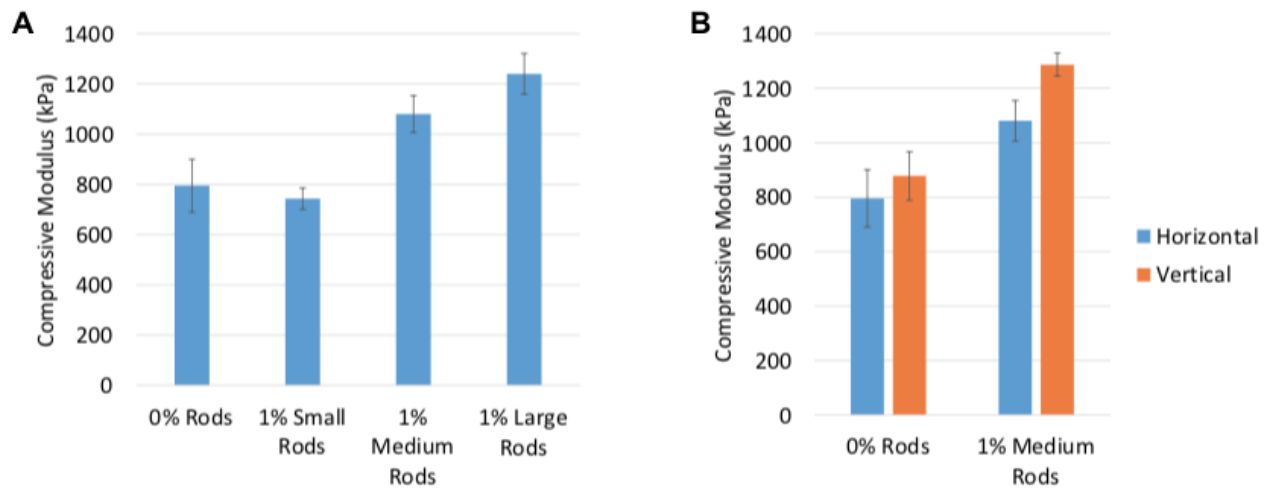 A
Compressive Modulus (kPa)
1400
1200
1000
800
600
400
200
0
0% Rods
1% Small
Rods
1%
Medium
Rods
1% Large
Rods
B
Compressive Modulus (kPa)
1400
1200
1000
800
600
400
200
0
0% Rods
1% Medium
Rods
Horizontal
Vertical